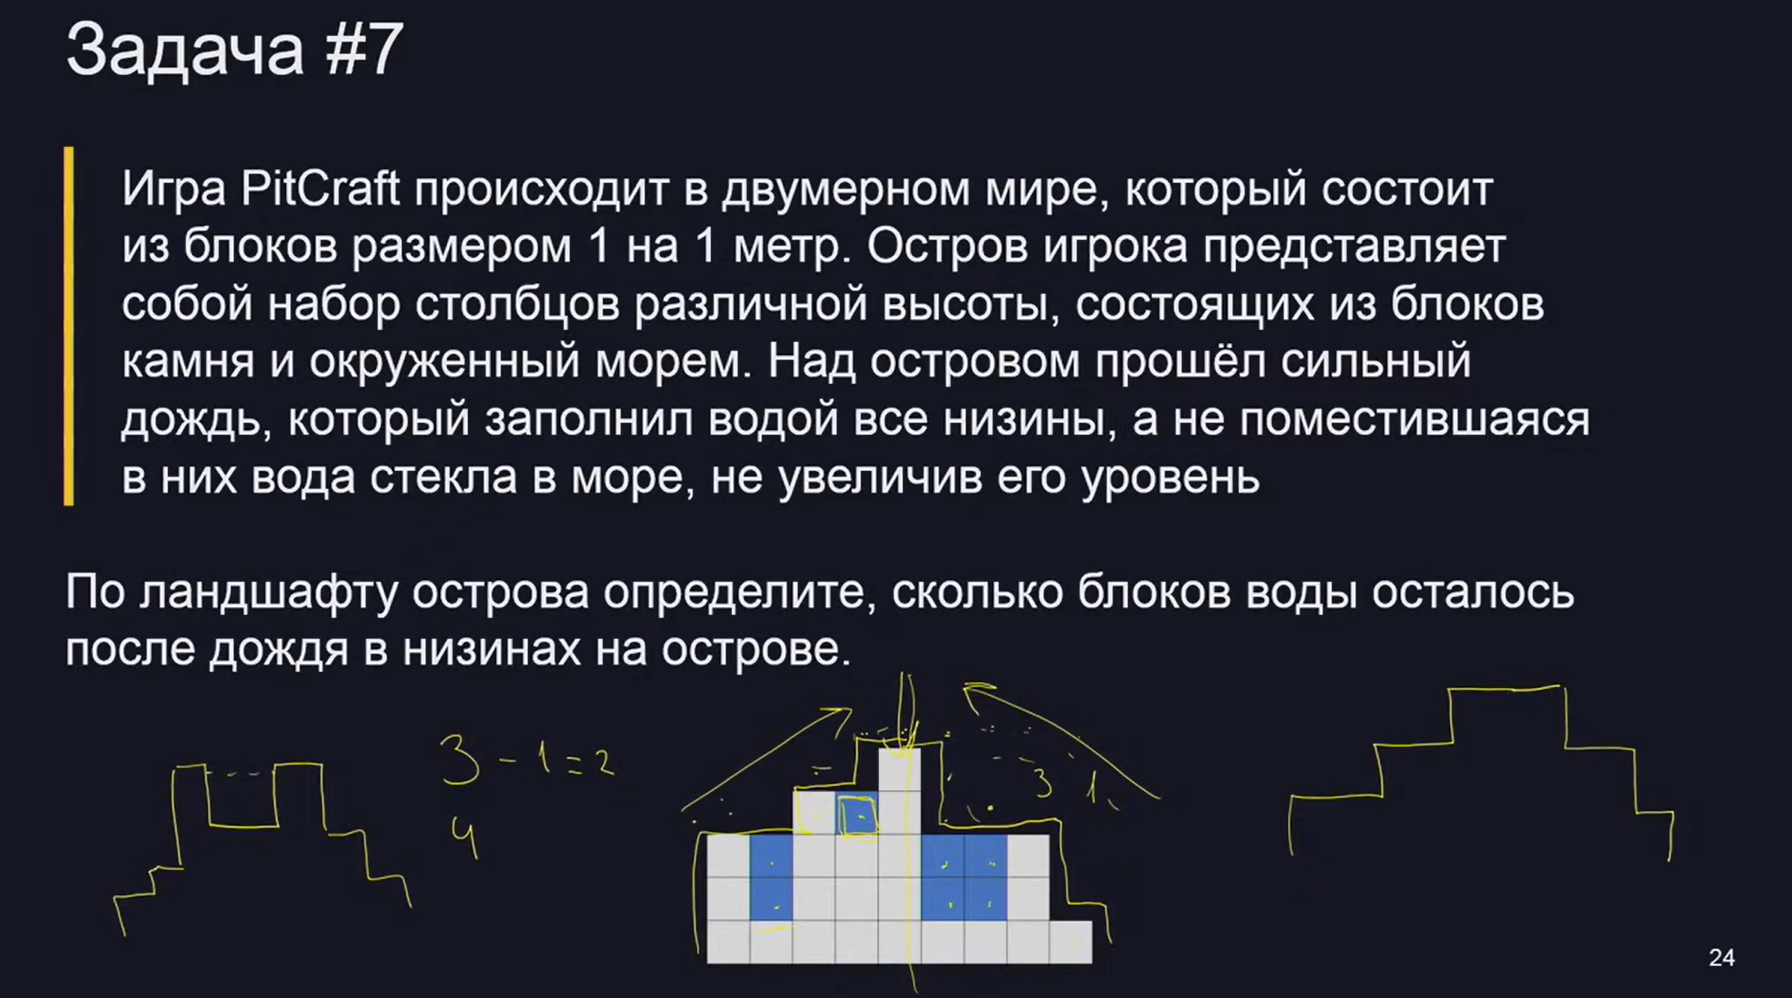 Задача #7
Игра PitCraft происходит в двумерном мире, который состоит
из блоков размером 1 на 1 метр. Остров игрока представляет
собой набор столбцов различной высоты, состоящих из блоков
камня и окруженный морем. Над островом прошёл сильный
дождь, который заполнил водой все низины, а не поместившаяся
в них вода стекла в море, не увеличив его уровень
По ландшафту острова определите, сколько блоков воды осталось
после дождя в низинах на острове.
3 - 1 = 2
4
3 1
24